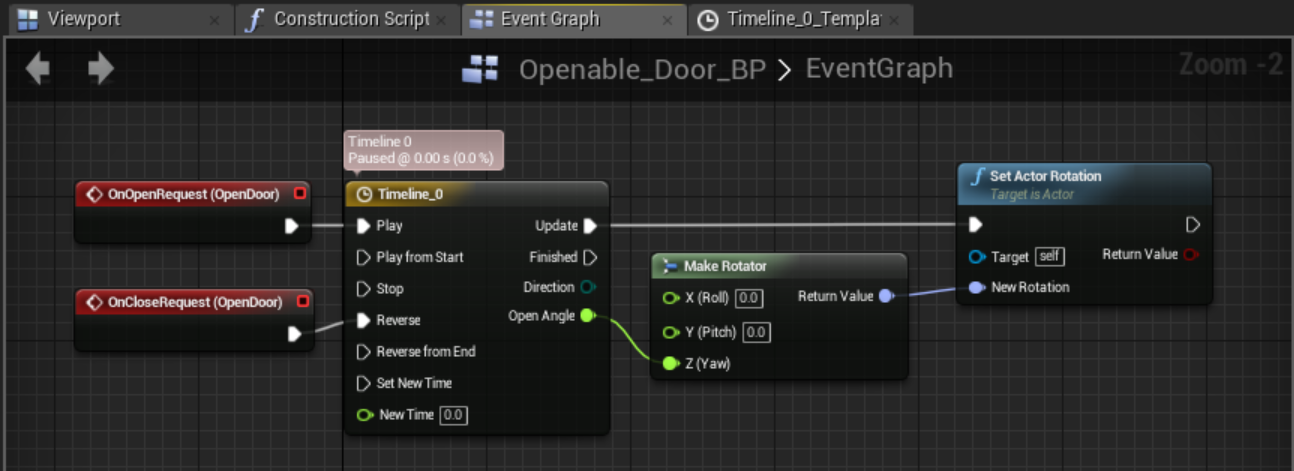 Viewport
Construction Script
Event Graph
Timeline_0_Templa
Openable_Door_BP > EventGraph
Zoom -2
Timeline 0
Paused @ 0.00 s (0.0 %)
OnOpenRequest (OpenDoor)
OnCloseRequest (OpenDoor)
Timeline_0
Play
Update
Play from Start
Finished
Stop
Direction
Reverse
Open Angle
Reverse from End
Set New Time
New Time 0.0
Make Rotator
X (Roll) 0.0
Return Value
Y (Pitch) 0.0
Z (Yaw)
Set Actor Rotation
Target is Actor
Target self
Return Value
New Rotation